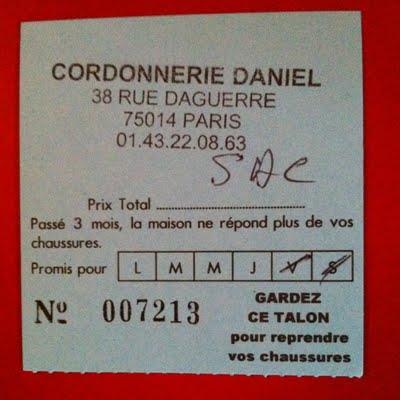 CORDONNERIE DANIEL
38 RUE DAGUERRE
75014 PARIS
01.43.22.08.63
SAC
Prix Total ..........................................
Passé 3 mois, la maison ne répond plus de vos
chaussures.
Promis pour L M M J V S
Nº 007213
GARDEZ
CE TALON
pour reprendre
vos chaussures